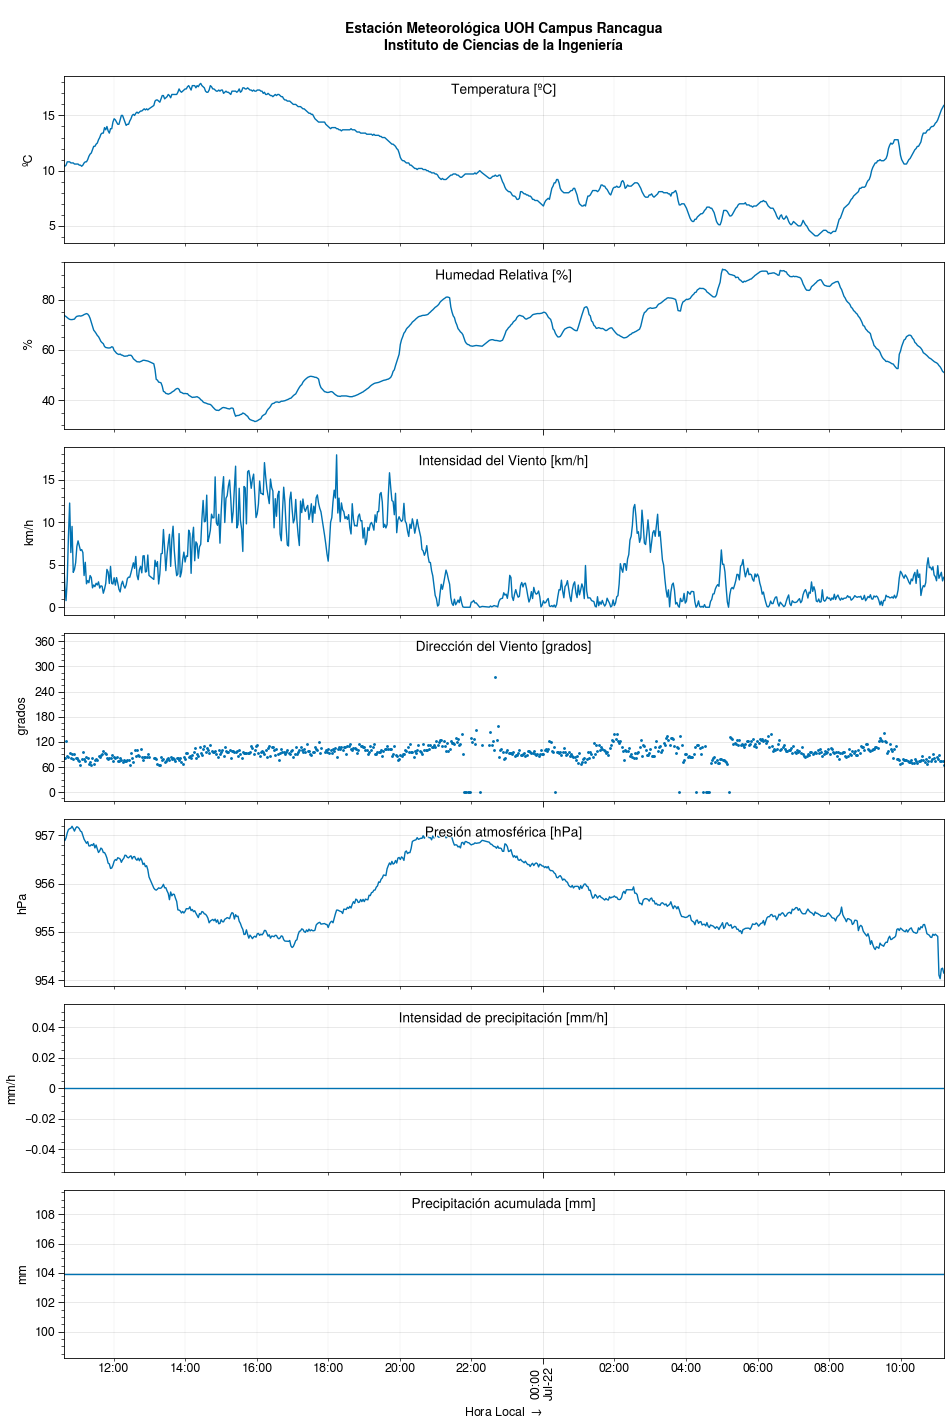 Estación Meteorológica UOH Campus Rancagua
Instituto de Ciencias de la Ingeniería
Temperatura [ºC]
ºC
15
10
5
Humedad Relativa [%]
%
80
60
40
Intensidad del Viento [km/h]
km/h
15
10
5
0
Dirección del Viento [grados]
grados
360
300
240
180
120
60
0
Presión atmosférica [hPa]
hPa
957
956
955
954
Intensidad de precipitación [mm/h]
mm/h
0.04
0.02
0
−0.02
−0.04
Precipitación acumulada [mm]
mm
108
106
104
102
100
12:00 14:00 16:00 18:00 20:00 22:00 00:00 02:00 04:00 06:00 08:00 10:00
Jul-22
Hora Local →